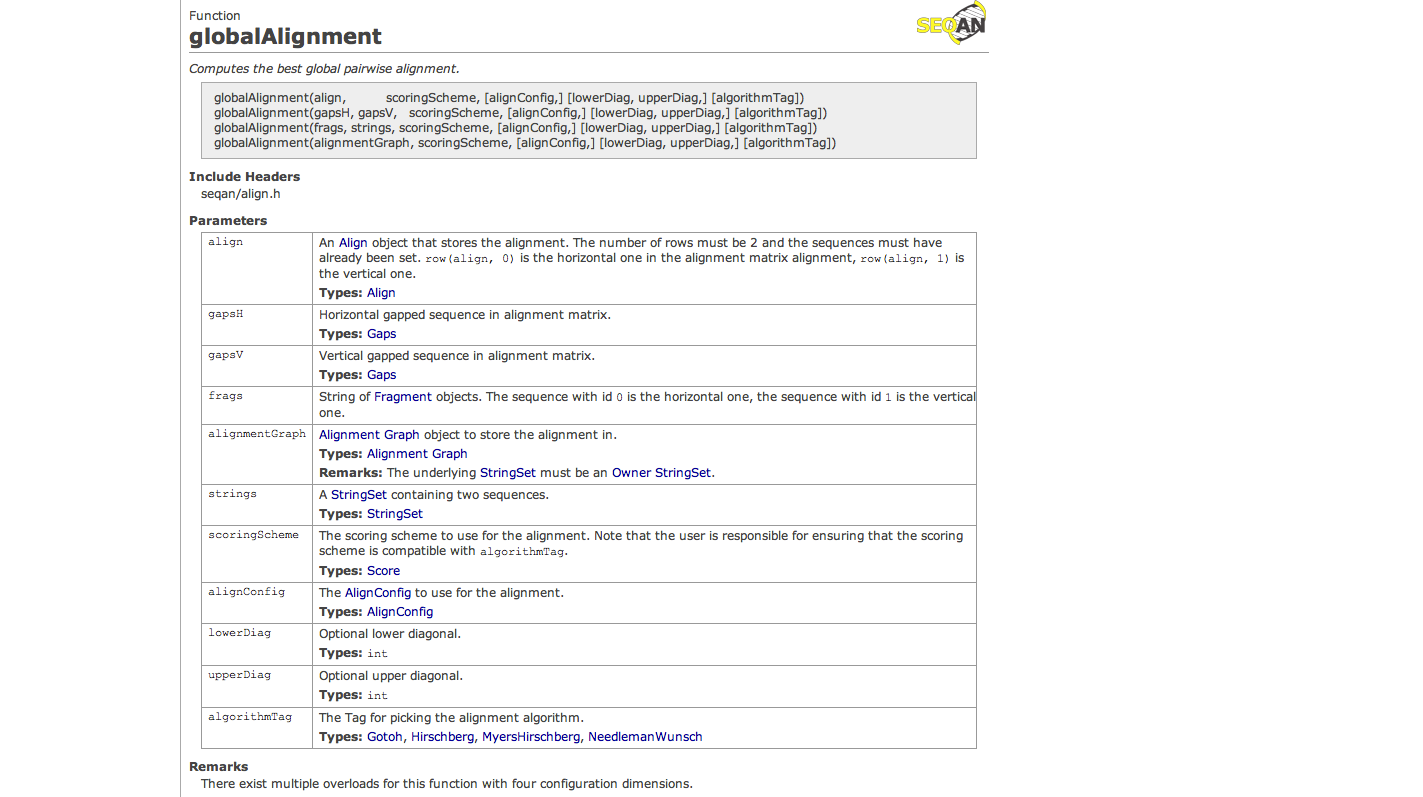 Function
SEQAN
globalAlignment
Computes the best global pairwise alignment.
globalAlignment(align, scoringScheme, [alignConfig,] [lowerDiag, upperDiag,] [algorithmTag])
globalAlignment(gapsH, gapsV, scoringScheme, [alignConfig,] [lowerDiag, upperDiag,] [algorithmTag])
globalAlignment(frags, strings, scoringScheme, [alignConfig,] [lowerDiag, upperDiag,] [algorithmTag])
globalAlignment(alignmentGraph, scoringScheme, [alignConfig,] [lowerDiag, upperDiag,] [algorithmTag])
Include Headers
seqan/align.h
Parameters
align
An Align object that stores the alignment. The number of rows must be 2 and the sequences must have
already been set. row(align, 0) is the horizontal one in the alignment matrix alignment, row(align, 1) is
the vertical one.
Types: Align
gapsH
Horizontal gapped sequence in alignment matrix.
Types: Gaps
gapsV
Vertical gapped sequence in alignment matrix.
Types: Gaps
frags
String of Fragment objects. The sequence with id 0 is the horizontal one, the sequence with id 1 is the vertical
one.
alignmentGraph
Alignment Graph object to store the alignment in.
Types: Alignment Graph
Remarks: The underlying StringSet must be an Owner StringSet.
strings
A StringSet containing two sequences.
Types: StringSet
scoringScheme
The scoring scheme to use for the alignment. Note that the user is responsible for ensuring that the scoring
scheme is compatible with algorithmTag.
Types: Score
alignConfig
The AlignConfig to use for the alignment.
Types: AlignConfig
lowerDiag
Optional lower diagonal.
Types: int
upperDiag
Optional upper diagonal.
Types: int
algorithmTag
The Tag for picking the alignment algorithm.
Types: Gotoh, Hirschberg, MyersHirschberg, NeedlemanWunsch
Remarks
There exist multiple overloads for this function with four configuration dimensions.